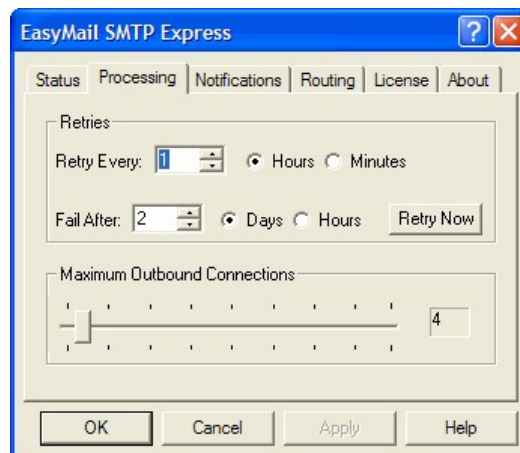 EasyMail SMTP Express
Status Processing Notifications Routing License About
Retries
Retry Every: 1 Hours Minutes
Fail After: 2 Days Hours Retry Now
Maximum Outbound Connections
4
OK Cancel Apply Help